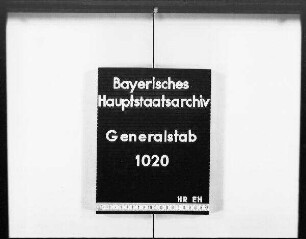 Bayerisches
Hauptstaatsarchiv
Generalstab
1020
HR EH